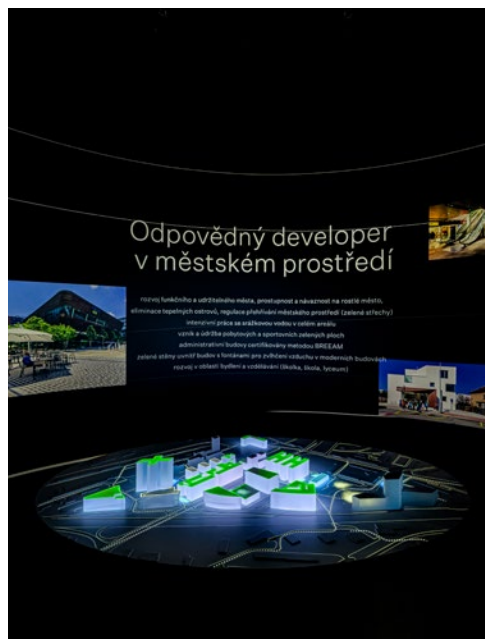 Odpovědný developer
v městském prostředí
rozvoj funkčního a udržitelného města, prostupnost a návaznost na rostlé město,
eliminace tepelných ostrovů, regulace přehřívání městského prostředí (zelené střechy)
intenzivní práce sa srážkovou vodou v celém areálu
vznik a údržba pobytových a sportovních zelených ploch
administrativní budovy certifikovány metodou BREEAM
zelené stěny uvnitř budov s fontánami pro zvlhčení vzduchu v moderních budovách
rozvoj v oblasti bydlení a vzdělávání (školka, škola, lyceum)